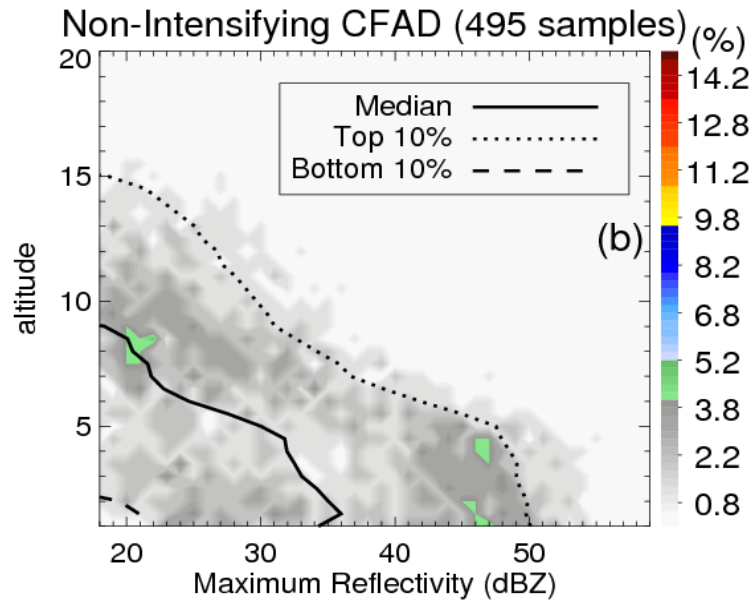 Non-Intensifying CFAD (495 samples)
(%)
20
15
10
5
altitude
Median
Top 10%
Bottom 10%
(b)
14.2
12.8
11.2
9.8
8.2
6.8
5.2
3.8
2.2
0.8
20 30 40 50
Maximum Reflectivity (dBZ)